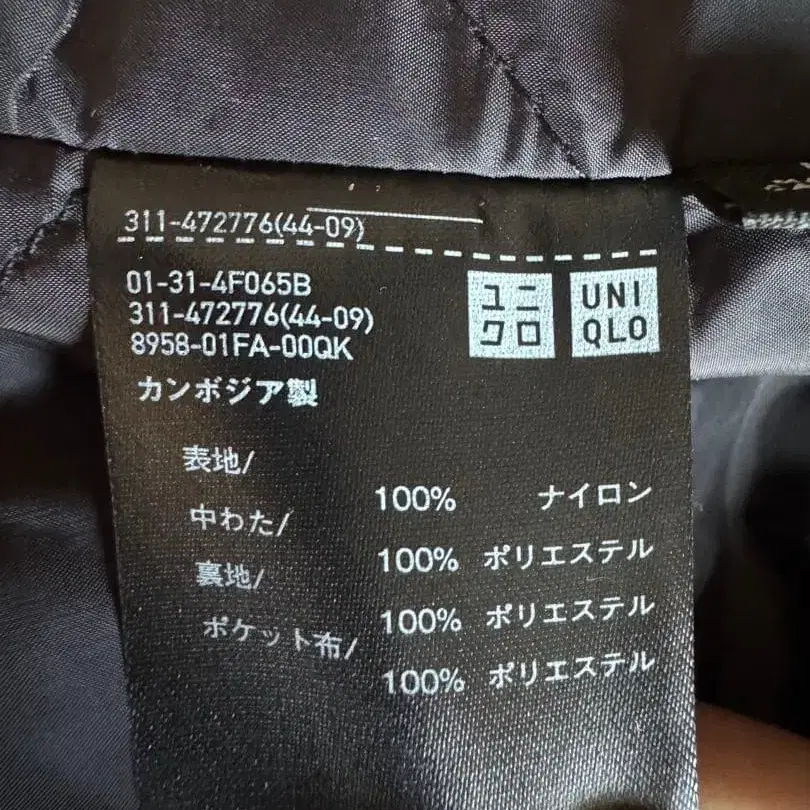 311-472776(44-09)
01-31-4F065B
311-472776(44-09)
8958-01FA-00QK
ユニ
クロ
UNI
QLO
カンボジア製
表地/
100% ナイロン
中わた/
100% ポリエステル
裏地/
100% ポリエステル
ポケット布/
100% ポリエステル